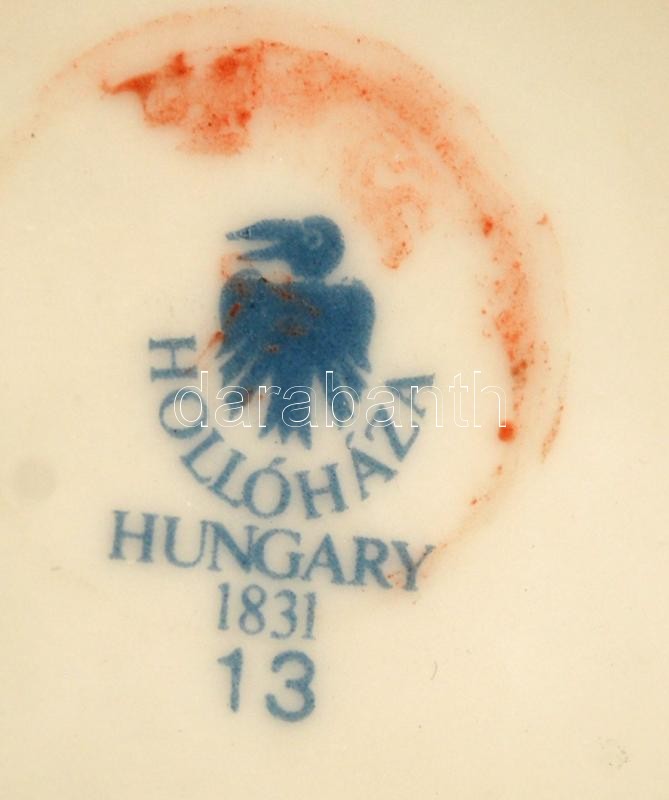 HOLLÓHÁZA
HUNGARY
1831
13
darabanth